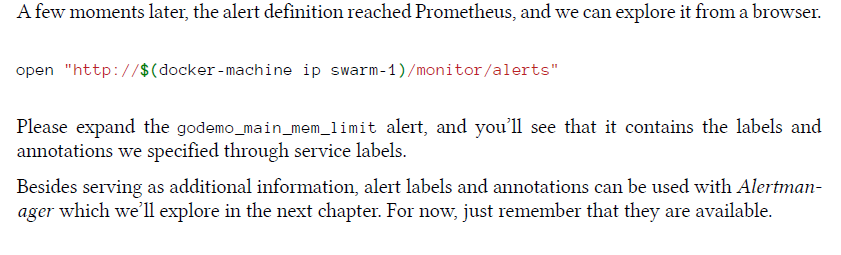 A few moments later, the alert definition reached Prometheus, and we can explore it from a browser.
open "http://$(docker-machine ip swarm-1)/monitor/alerts"
Please expand the godemo_main_mem_limit alert, and you’ll see that it contains the labels and
annotations we specified through service labels.
Besides serving as additional information, alert labels and annotations can be used with Alertman-
ager which we’ll explore in the next chapter. For now, just remember that they are available.